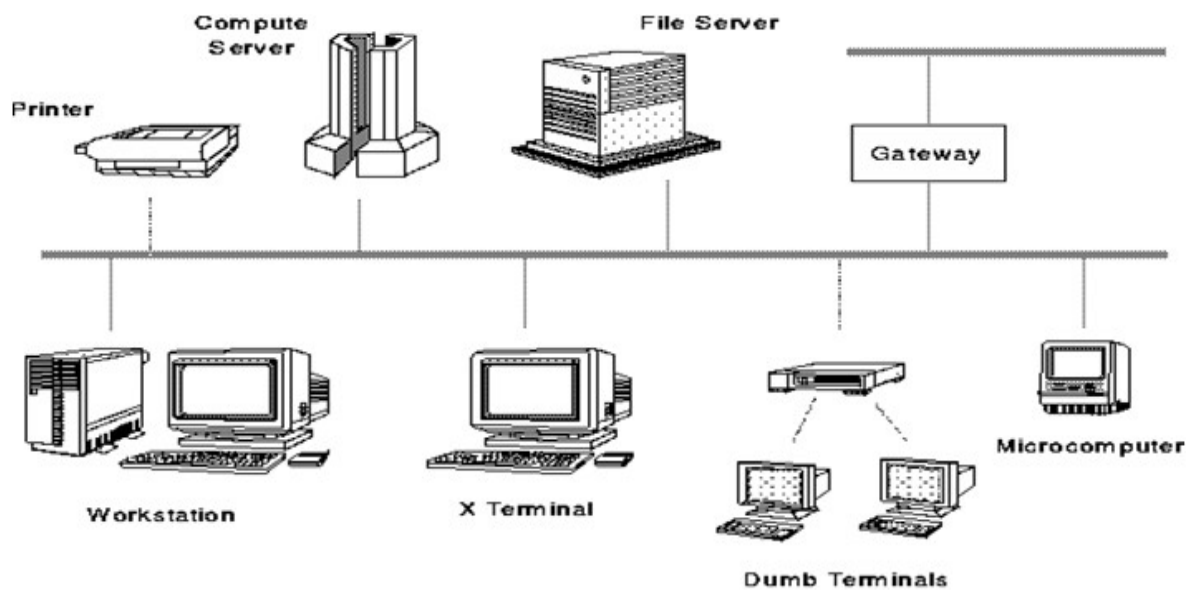 Compute
Server
File Server
Printer
Gateway
Microcomputer
Workstation
X Terminal
Dumb Terminals